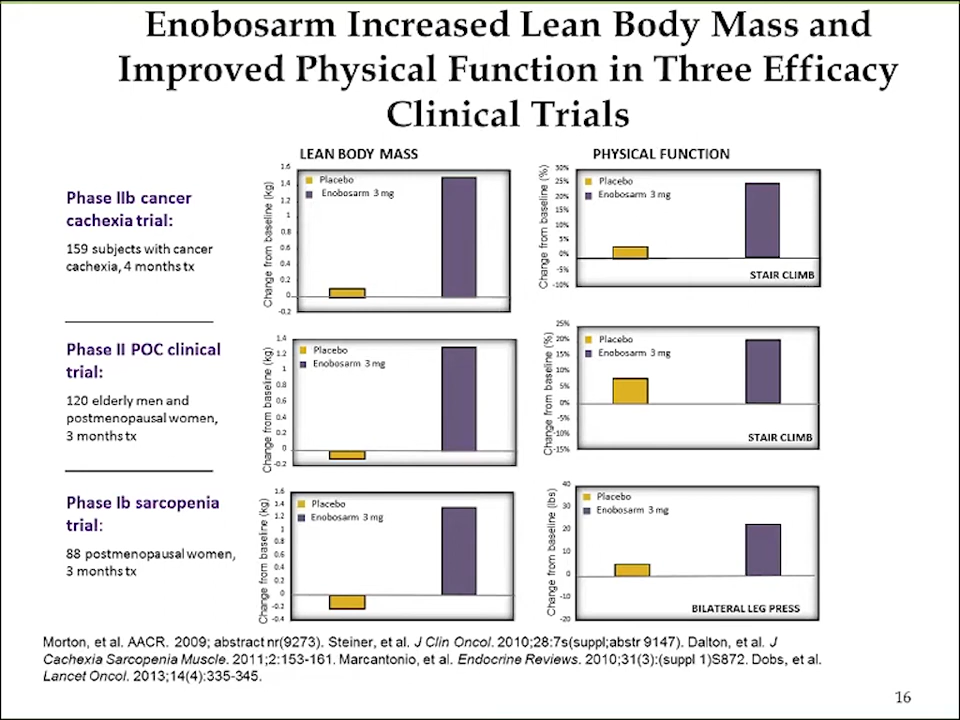 Enobosarm Increased Lean Body Mass and
Improved Physical Function in Three Efficacy
Clinical Trials
LEAN BODY MASS
PHYSICAL FUNCTION
Phase IIb cancer
cachexia trial:
159 subjects with cancer
cachexia, 4 months tx
Change from baseline (kg)
1.6
1.4
1.2
1
0.8
0.6
0.4
0.2
0
-0.2
Placebo
Enobosarm 3 mg
Change from baseline (%)
30%
25%
20%
15%
10%
5%
0%
-5%
-10%
Placebo
Enobosarm 3 mg
STAIR CLIMB
Phase II POC clinical
trial:
120 elderly men and
postmenopausal women,
3 months tx
Change from baseline (kg)
1.4
1.2
1
0.8
0.6
0.4
0.2
0
-0.2
Placebo
Enobosarm 3 mg
Change from baseline (%)
25%
20%
15%
10%
5%
0%
-5%
-10%
-15%
Placebo
Enobosarm 3 mg
STAIR CLIMB
Phase Ib sarcopenia
trial:
88 postmenopausal women,
3 months tx
Change from baseline (kg)
1.6
1.4
1.2
1
0.8
0.6
0.4
0.2
0
-0.2
-0.4
Placebo
Enobosarm 3 mg
Change from baseline (lbs)
40
30
20
10
0
-10
-20
Placebo
Enobosarm 3 mg
BILATERAL LEG PRESS
Morton, et al. AACR. 2009; abstract nr(9273). Steiner, et al. J Clin Oncol. 2010;28:7s(suppl;abstr 9147). Dalton, et al. J
Cachexia Sarcopenia Muscle. 2011;2:153-161. Marcantonio, et al. Endocrine Reviews. 2010;31(3):(suppl 1)S872. Dobs, et al.
Lancet Oncol. 2013;14(4):335-345.
16